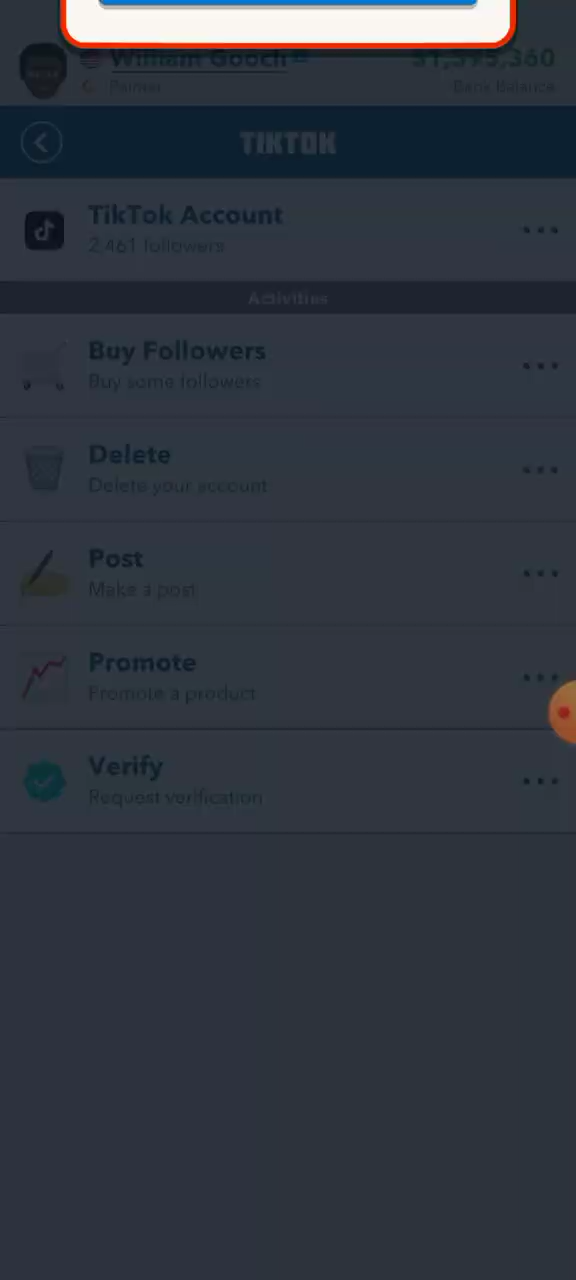 William Gooch
$1,595,360
Bank Balance
TIKTOK
TikTok Account
2,461 followers
Activities
Buy Followers
Buy some followers
Delete
Delete your account
Post
Make a post
Promote
Promote a product
Verify
Request verification